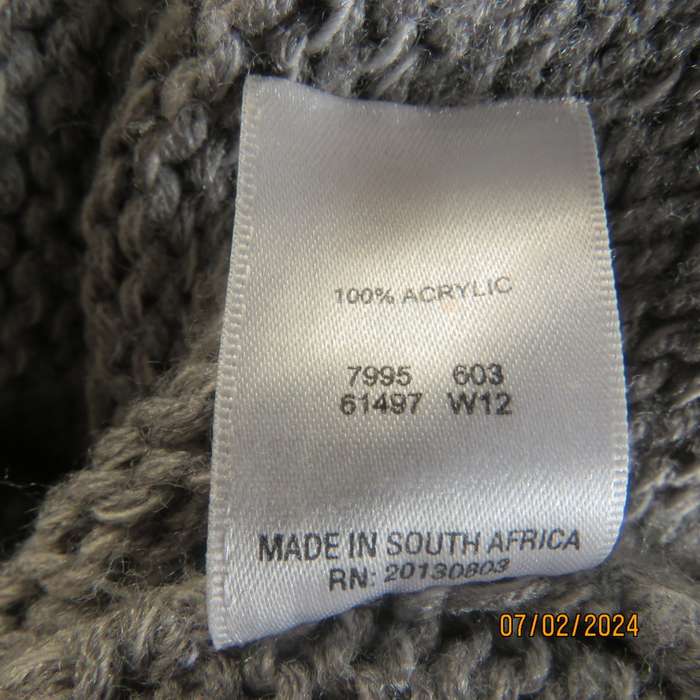 100% ACRYLIC
7995 603
61497 W12
MADE IN SOUTH AFRICA
RN: 20130803
07/02/2024